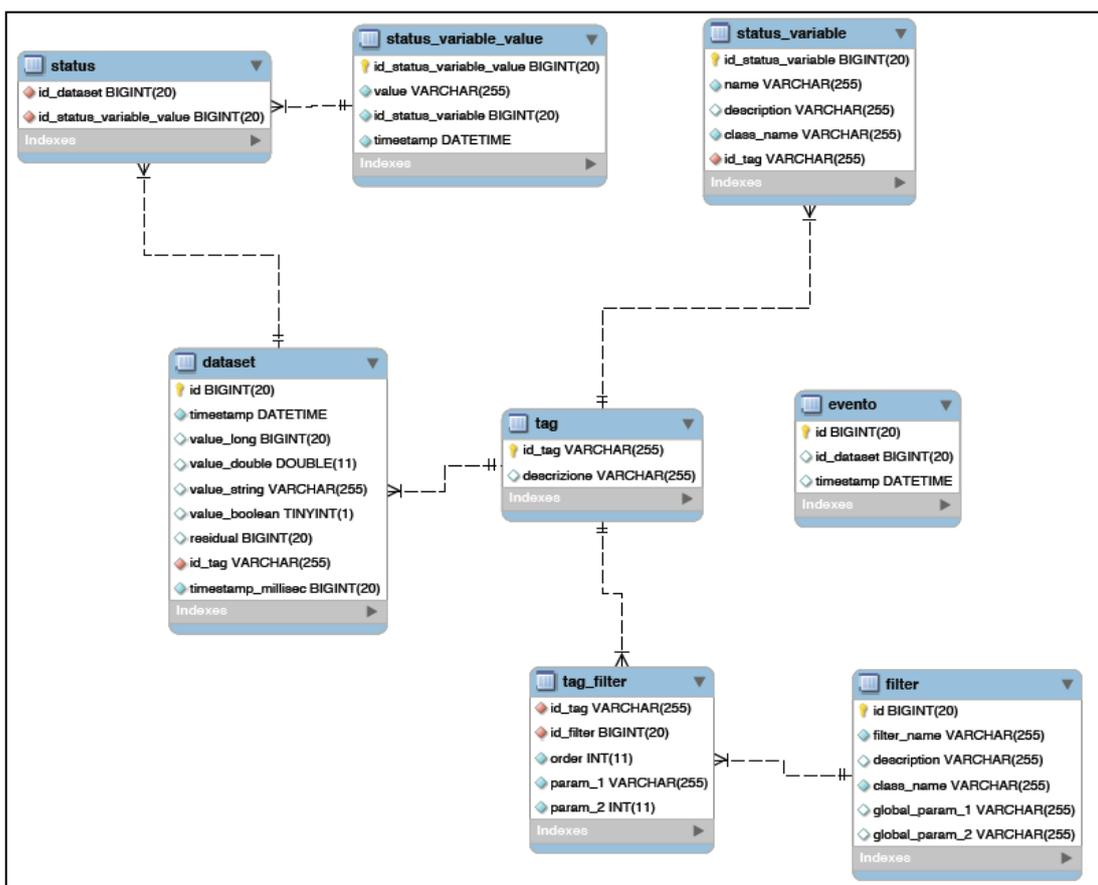 status
id_dataset BIGINT(20)
id_status_variable_value BIGINT(20)
Indexes
status_variable_value
id_status_variable_value BIGINT(20)
value VARCHAR(255)
id_status_variable BIGINT(20)
timestamp DATETIME
Indexes
status_variable
id_status_variable BIGINT(20)
name VARCHAR(255)
description VARCHAR(255)
class_name VARCHAR(255)
id_tag VARCHAR(255)
Indexes
dataset
id BIGINT(20)
timestamp DATETIME
value_long BIGINT(20)
value_double DOUBLE(11)
value_string VARCHAR(255)
value_boolean TINYINT(1)
residual BIGINT(20)
id_tag VARCHAR(255)
timestamp_millisec BIGINT(20)
Indexes
tag
id_tag VARCHAR(255)
descrizione VARCHAR(255)
Indexes
evento
id BIGINT(20)
id_dataset BIGINT(20)
timestamp DATETIME
Indexes
tag_filter
id_tag VARCHAR(255)
id_filter BIGINT(20)
order INT(11)
param_1 VARCHAR(255)
param_2 INT(11)
Indexes
filter
id BIGINT(20)
filter_name VARCHAR(255)
description VARCHAR(255)
class_name VARCHAR(255)
global_param_1 VARCHAR(255)
global_param_2 VARCHAR(255)
Indexes